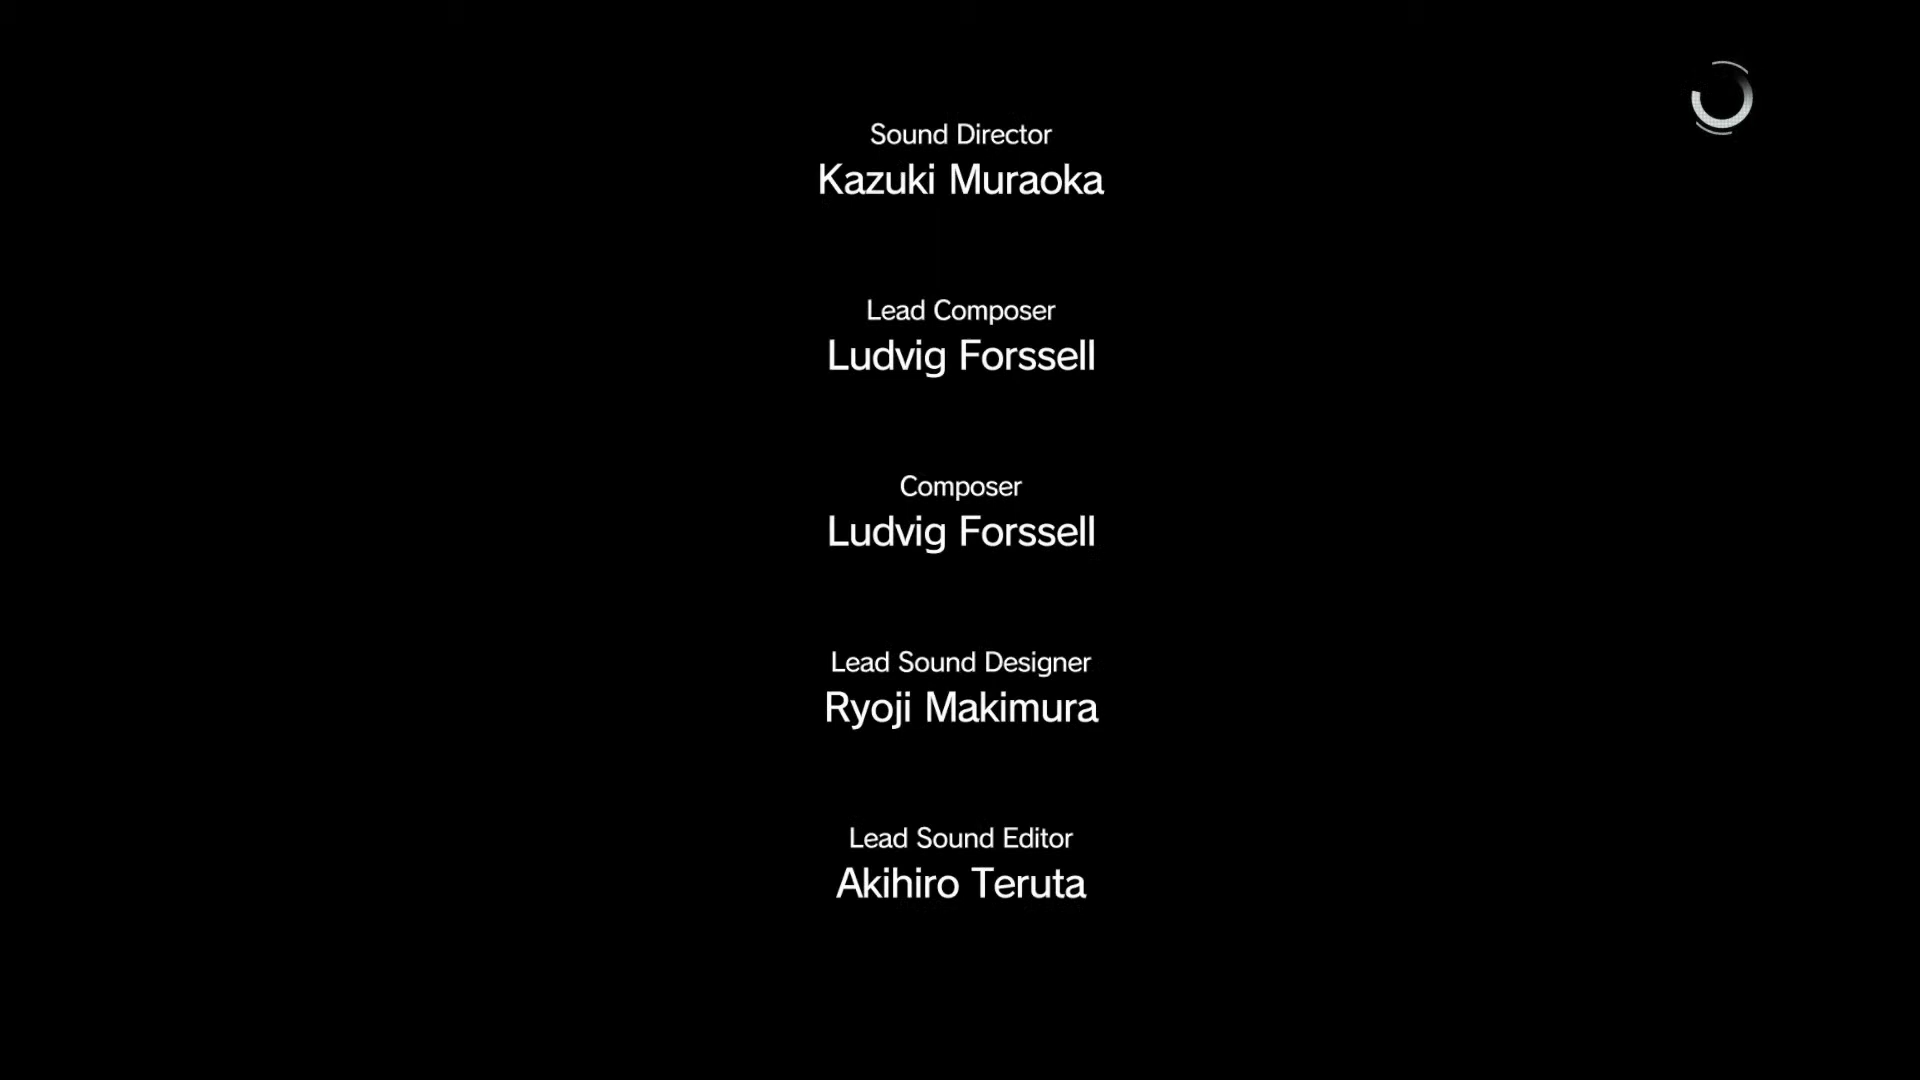 Sound Director
Kazuki Muraoka
Lead Composer
Ludvig Forssell
Composer
Ludvig Forssell
Lead Sound Designer
Ryoji Makimura
Lead Sound Editor
Akihiro Teruta